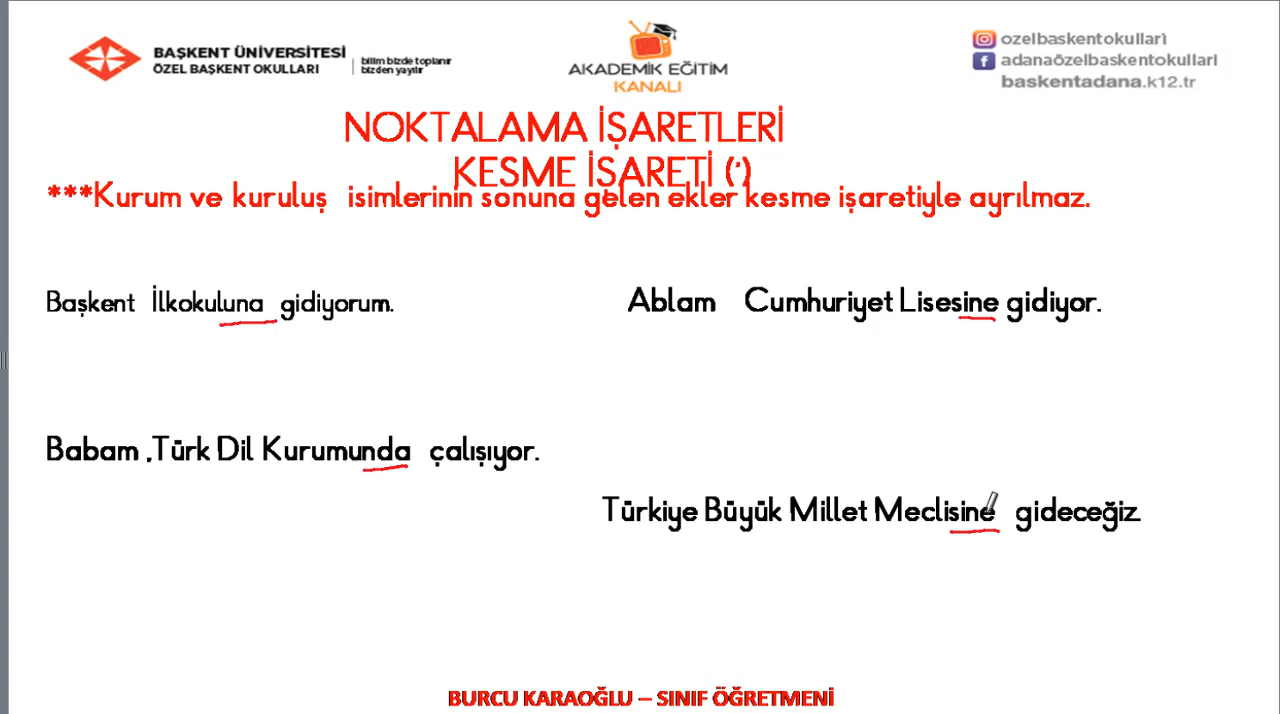 BAŞKENT ÜNİVERSİTESİ
ÖZEL BAŞKENT OKULLARI
bilim bizde toplanır
bizden yayılır
AKADEMİK EĞİTİM
KANALI
ozelbaskentokullari
adanaözelbaskentokullari
baskentadana.k12.tr
NOKTALAMA İŞARETLERİ
KESME İŞARETİ (')
***Kurum ve kuruluş isimlerinin sonuna gelen ekler kesme işaretiyle ayrılmaz.
Başkent İlkokuluna gidiyorum.
Ablam Cumhuriyet Lisesine gidiyor.
Babam ,Türk Dil Kurumunda çalışıyor.
Türkiye Büyük Millet Meclisine gideceğiz
BURCU KARAOĞLU – SINIF ÖĞRETMENİ